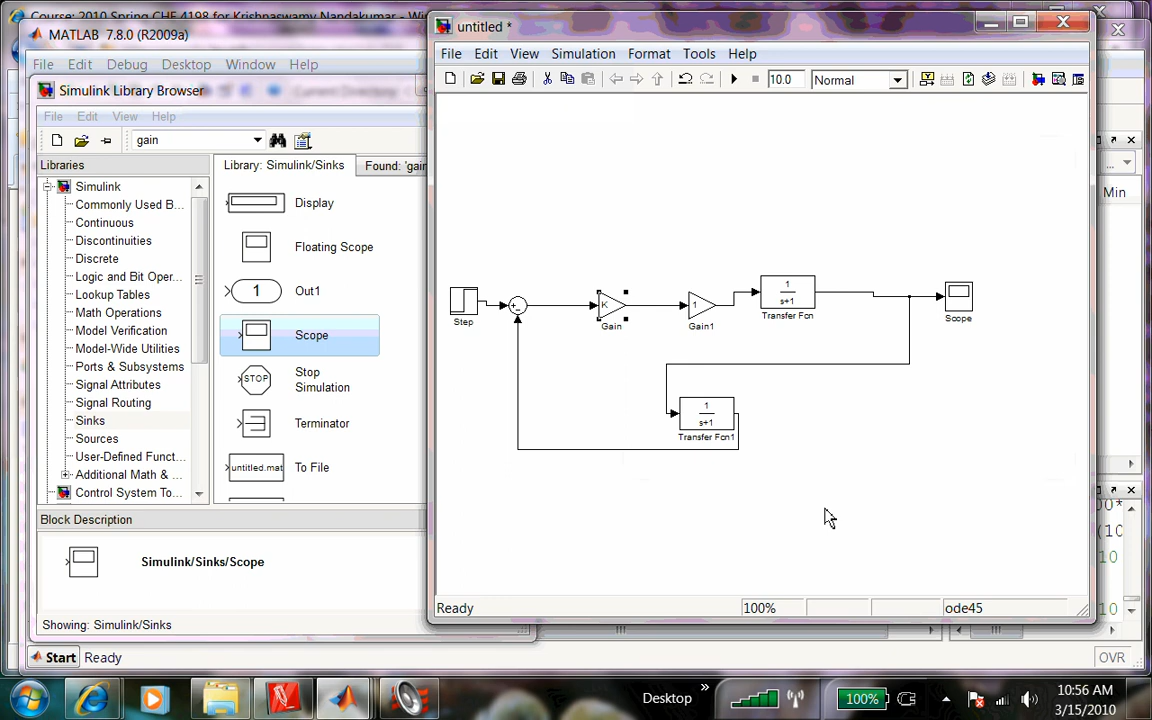 Course: 2010 Spring CHE 4198 for Krishnaswamy Nandakumar - Wi
untitled *
MATLAB 7.8.0 (R2009a)
File Edit View Simulation Format Tools Help
File Edit Debug Desktop Window Help
10.0 Normal
Simulink Library Browser
File Edit View Help
gain
Libraries
Library: Simulink/Sinks
Found: 'gain
Simulink
Commonly Used B...
Continuous
Discontinuities
Discrete
Logic and Bit Oper...
Lookup Tables
Math Operations
Model Verification
Model-Wide Utilities
Ports & Subsystems
Signal Attributes
Signal Routing
Sinks
Sources
User-Defined Funct...
Additional Math & ...
Control System To...
Display
Floating Scope
1
Out1
Scope
STOP
Stop
Simulation
Terminator
untitled.mat
To File
Step
K
Gain
1
Gain1
1
s+1
Transfer Fcn
Scope
1
s+1
Transfer Fcn1
Min
00*
(10
10
10
Block Description
Simulink/Sinks/Scope
Showing: Simulink/Sinks
Ready 100% ode45
Start Ready
OVR
Desktop
100%
10:56 AM
3/15/2010